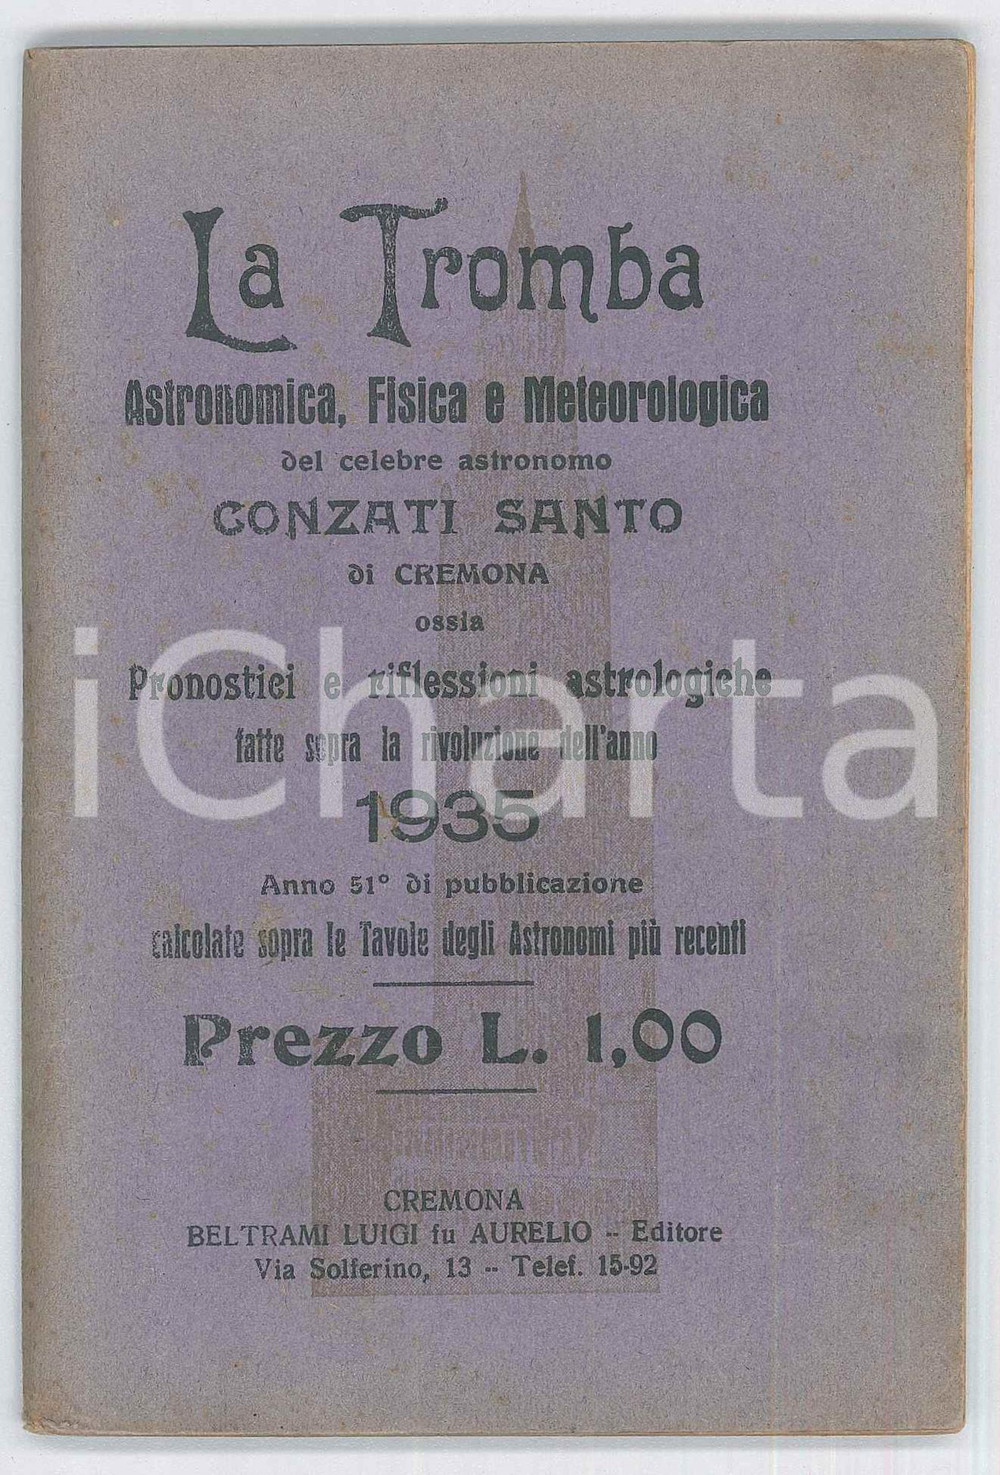 La Tromba
Astronomica, Fisica e Meteorologica
del celebre astronomo
CONZATI SANTO
di CREMONA
ossia
Pronostici e riflessioni astrologiche
fatte sopra la rivoluzione dell'anno
1935
Anno 51° di pubblicazione
calcolate sopra le Tavole degli Astronomi più recenti
Prezzo L. 1,00
CREMONA
BELTRAMI LUIGI fu AURELIO -- Editore
Via Solferino, 13 -- Telef. 15-92
iCharta